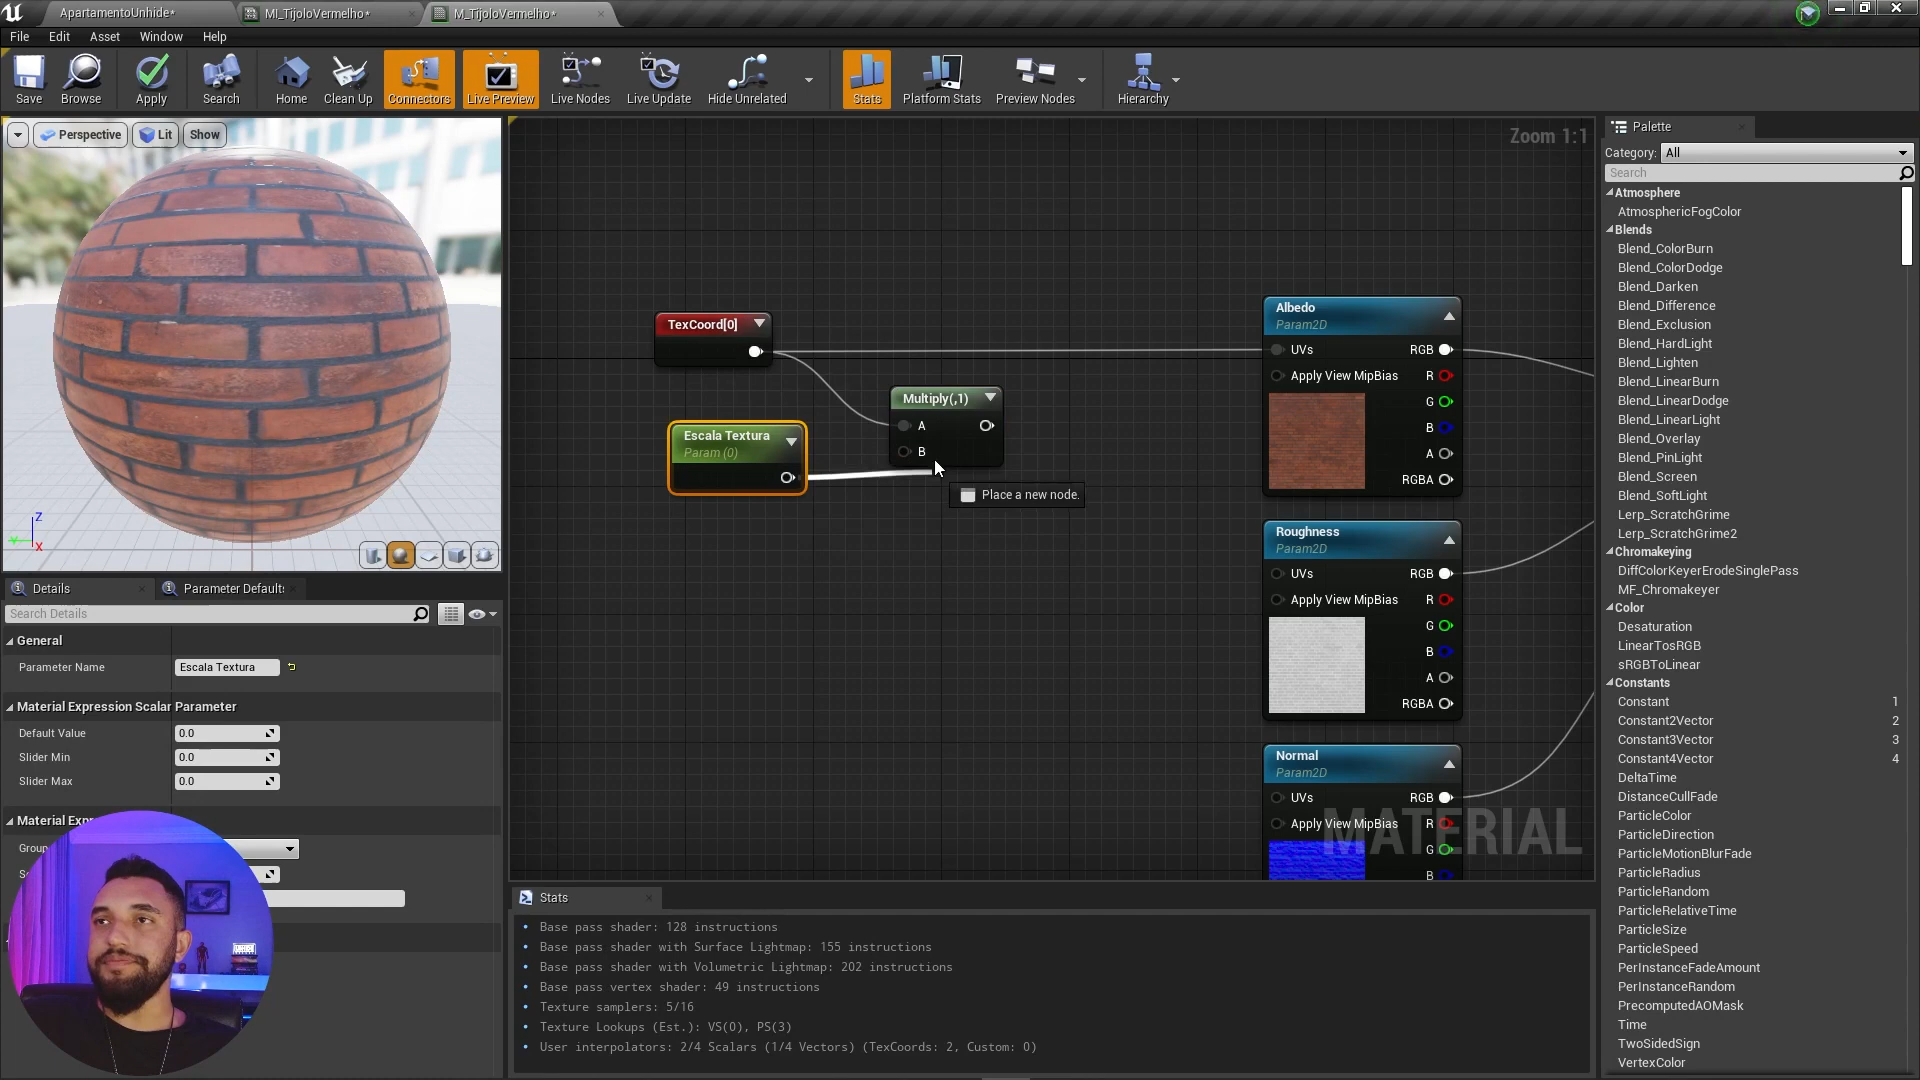 ApartamentoUnhide*
MI_TijoloVermelho*
M_TijoloVermelho*
File Edit Asset Window Help
Save
Browse
Apply
Search
Home
Clean Up
Connectors
Live Preview
Live Nodes
Live Update
Hide Unrelated
Stats
Platform Stats
Preview Nodes
Hierarchy
Perspective
Lit
Show
Zoom 1:1
Z
Y
X
TexCoord[0]
Multiply(,1)
A
B
Escala Textura
Param (0)
Place a new node.
Albedo
Param2D
UVs RGB
Apply View MipBias R
G
B
A
RGBA
Roughness
Param2D
UVs RGB
Apply View MipBias R
G
B
A
RGBA
Normal
Param2D
UVs RGB
Apply View MipBias R
G
B
MATERIAL
Details
Parameter Defaults
Search Details
General
Parameter Name Escala Textura
Material Expression Scalar Parameter
Default Value 0.0
Slider Min 0.0
Slider Max 0.0
Material Expre
Group
Stats
• Base pass shader: 128 instructions
• Base pass shader with Surface Lightmap: 155 instructions
• Base pass shader with Volumetric Lightmap: 202 instructions
• Base pass vertex shader: 49 instructions
• Texture samplers: 5/16
• Texture Lookups (Est.): VS(0), PS(3)
• User interpolators: 2/4 Scalars (1/4 Vectors) (TexCoords: 2, Custom: 0)
Palette
Category: All
Search
Atmosphere
AtmosphericFogColor
Blends
Blend_ColorBurn
Blend_ColorDodge
Blend_Darken
Blend_Difference
Blend_Exclusion
Blend_HardLight
Blend_Lighten
Blend_LinearBurn
Blend_LinearDodge
Blend_LinearLight
Blend_Overlay
Blend_PinLight
Blend_Screen
Blend_SoftLight
Lerp_ScratchGrime
Lerp_ScratchGrime2
Chromakeying
DiffColorKeyerErodeSinglePass
MF_Chromakeyer
Color
Desaturation
LinearTosRGB
sRGBToLinear
Constants
Constant 1
Constant2Vector 2
Constant3Vector 3
Constant4Vector 4
DeltaTime
DistanceCullFade
ParticleColor
ParticleDirection
ParticleMotionBlurFade
ParticleRadius
ParticleRandom
ParticleRelativeTime
ParticleSize
ParticleSpeed
PerInstanceFadeAmount
PerInstanceRandom
PrecomputedAOMask
Time
TwoSidedSign
VertexColor